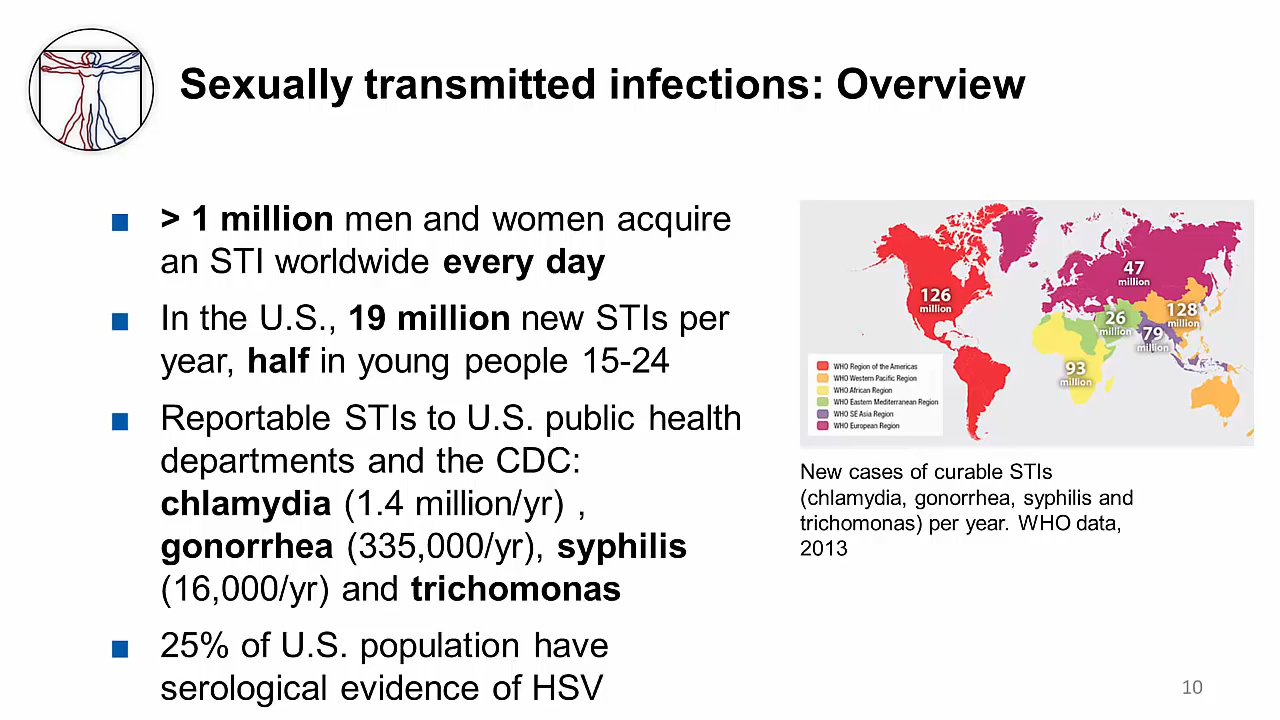 Sexually transmitted infections: Overview
■ > 1 million men and women acquire
an STI worldwide every day
■ In the U.S., 19 million new STIs per
year, half in young people 15-24
■ Reportable STIs to U.S. public health
departments and the CDC:
chlamydia (1.4 million/yr) ,
gonorrhea (335,000/yr), syphilis
(16,000/yr) and trichomonas
■ 25% of U.S. population have
serological evidence of HSV
126
million
47
million
26
million
128
million
79
million
93
million
WHO Region of the Americas
WHO Western Pacific Region
WHO African Region
WHO Eastern Mediterranean Region
WHO SE Asia Region
WHO European Region
New cases of curable STIs
(chlamydia, gonorrhea, syphilis and
trichomonas) per year. WHO data,
2013
10